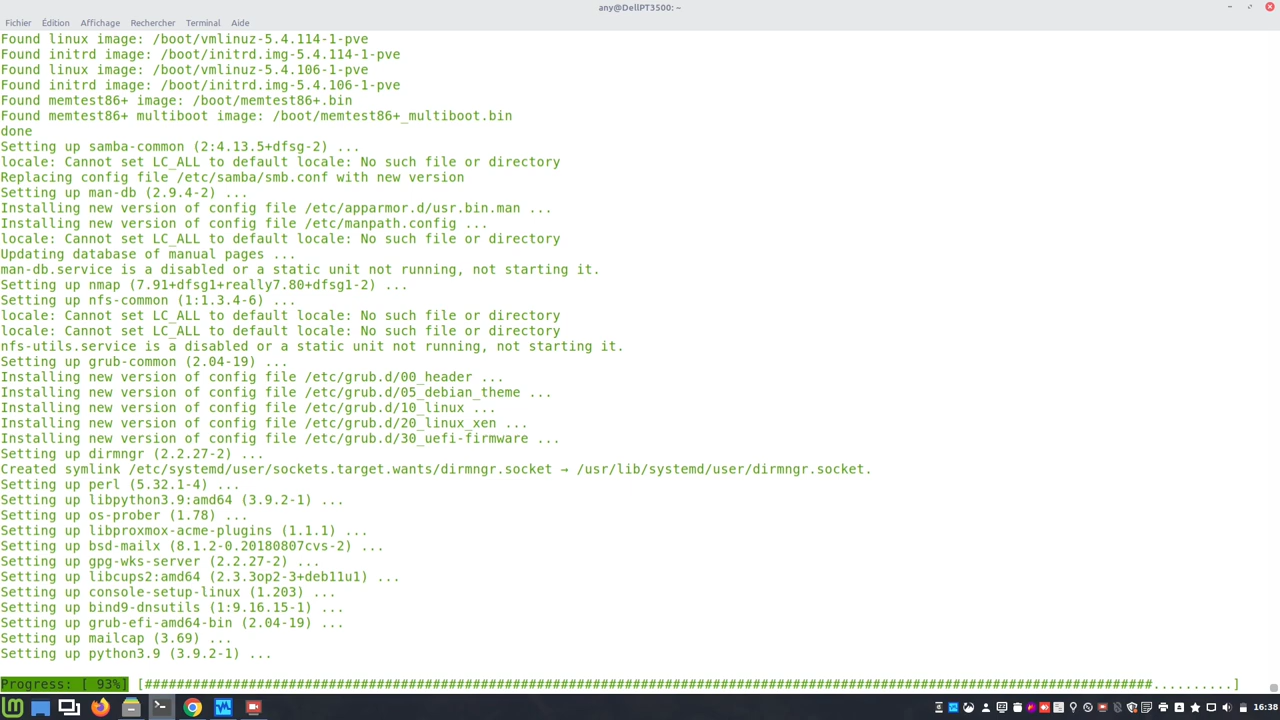 any@DellPT3500: ~
Fichier Édition Affichage Rechercher Terminal Aide
Found linux image: /boot/vmlinuz-5.4.114-1-pve
Found initrd image: /boot/initrd.img-5.4.114-1-pve
Found linux image: /boot/vmlinuz-5.4.106-1-pve
Found initrd image: /boot/initrd.img-5.4.106-1-pve
Found memtest86+ image: /boot/memtest86+.bin
Found memtest86+ multiboot image: /boot/memtest86+_multiboot.bin
done
Setting up samba-common (2:4.13.5+dfsg-2) ...
locale: Cannot set LC_ALL to default locale: No such file or directory
Replacing config file /etc/samba/smb.conf with new version
Setting up man-db (2.9.4-2) ...
Installing new version of config file /etc/apparmor.d/usr.bin.man ...
Installing new version of config file /etc/manpath.config ...
locale: Cannot set LC_ALL to default locale: No such file or directory
Updating database of manual pages ...
man-db.service is a disabled or a static unit not running, not starting it.
Setting up nmap (7.91+dfsg1+really7.80+dfsg1-2) ...
Setting up nfs-common (1:1.3.4-6) ...
locale: Cannot set LC_ALL to default locale: No such file or directory
locale: Cannot set LC_ALL to default locale: No such file or directory
nfs-utils.service is a disabled or a static unit not running, not starting it.
Setting up grub-common (2.04-19) ...
Installing new version of config file /etc/grub.d/00_header ...
Installing new version of config file /etc/grub.d/05_debian_theme ...
Installing new version of config file /etc/grub.d/10_linux ...
Installing new version of config file /etc/grub.d/20_linux_xen ...
Installing new version of config file /etc/grub.d/30_uefi-firmware ...
Setting up dirmngr (2.2.27-2) ...
Created symlink /etc/systemd/user/sockets.target.wants/dirmngr.socket → /usr/lib/systemd/user/dirmngr.socket.
Setting up perl (5.32.1-4) ...
Setting up libpython3.9:amd64 (3.9.2-1) ...
Setting up os-prober (1.78) ...
Setting up libproxmox-acme-plugins (1.1.1) ...
Setting up bsd-mailx (8.1.2-0.20180807cvs-2) ...
Setting up gpg-wks-server (2.2.27-2) ...
Setting up libcups2:amd64 (2.3.3op2-3+deb11u1) ...
Setting up console-setup-linux (1.203) ...
Setting up bind9-dnsutils (1:9.16.15-1) ...
Setting up grub-efi-amd64-bin (2.04-19) ...
Setting up mailcap (3.69) ...
Setting up python3.9 (3.9.2-1) ...
Progress: [ 93%] [##############################################################################################################################..........]
16:38